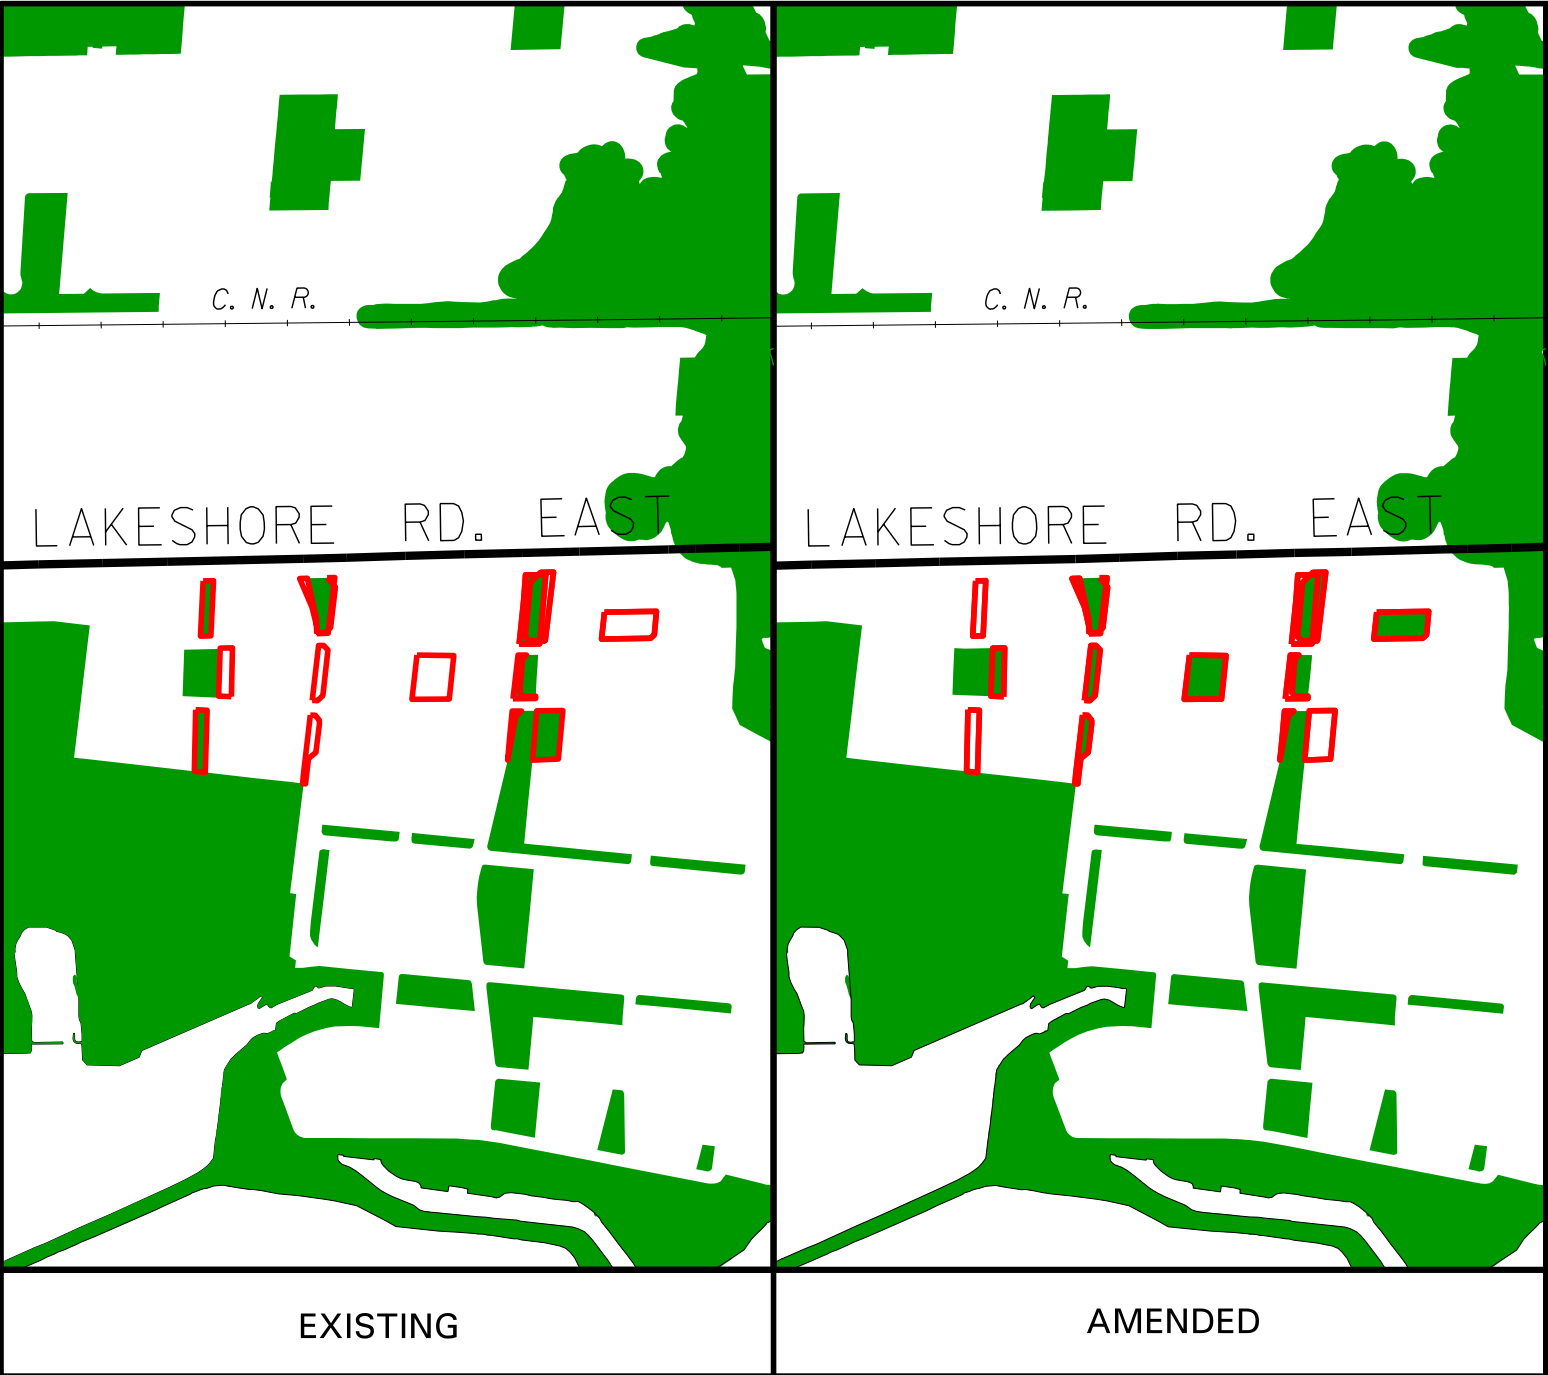 C. N. R.
C. N. R.
LAKESHORE RD. EAST
LAKESHORE RD. EAST
EXISTING
AMENDED